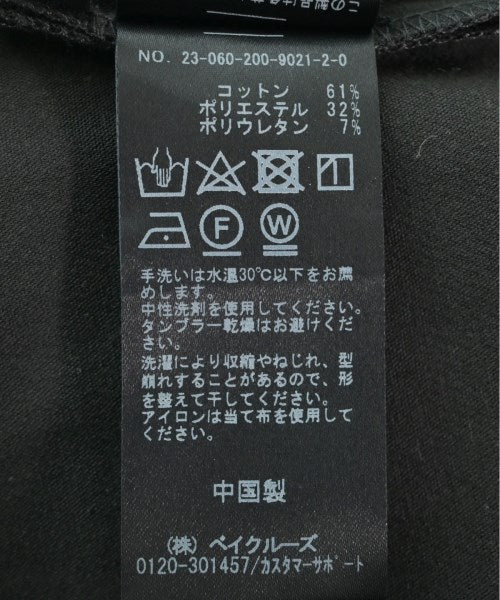 この製品は
NO. 23-060-200-9021-2-0
コットン 61%
ポリエステル 32%
ポリウレタン 7%
F W
手洗いは水温30℃以下をお薦
めします。
中性洗剤を使用してください。
タンブラー乾燥はお避けくだ
さい。
洗濯により収縮やねじれ、型
崩れすることがあるので、形
を整えて干してください。
アイロンは当て布を使用して
ください。
中国製
(株) ベイクルーズ
0120-301457/カスタマーサポート